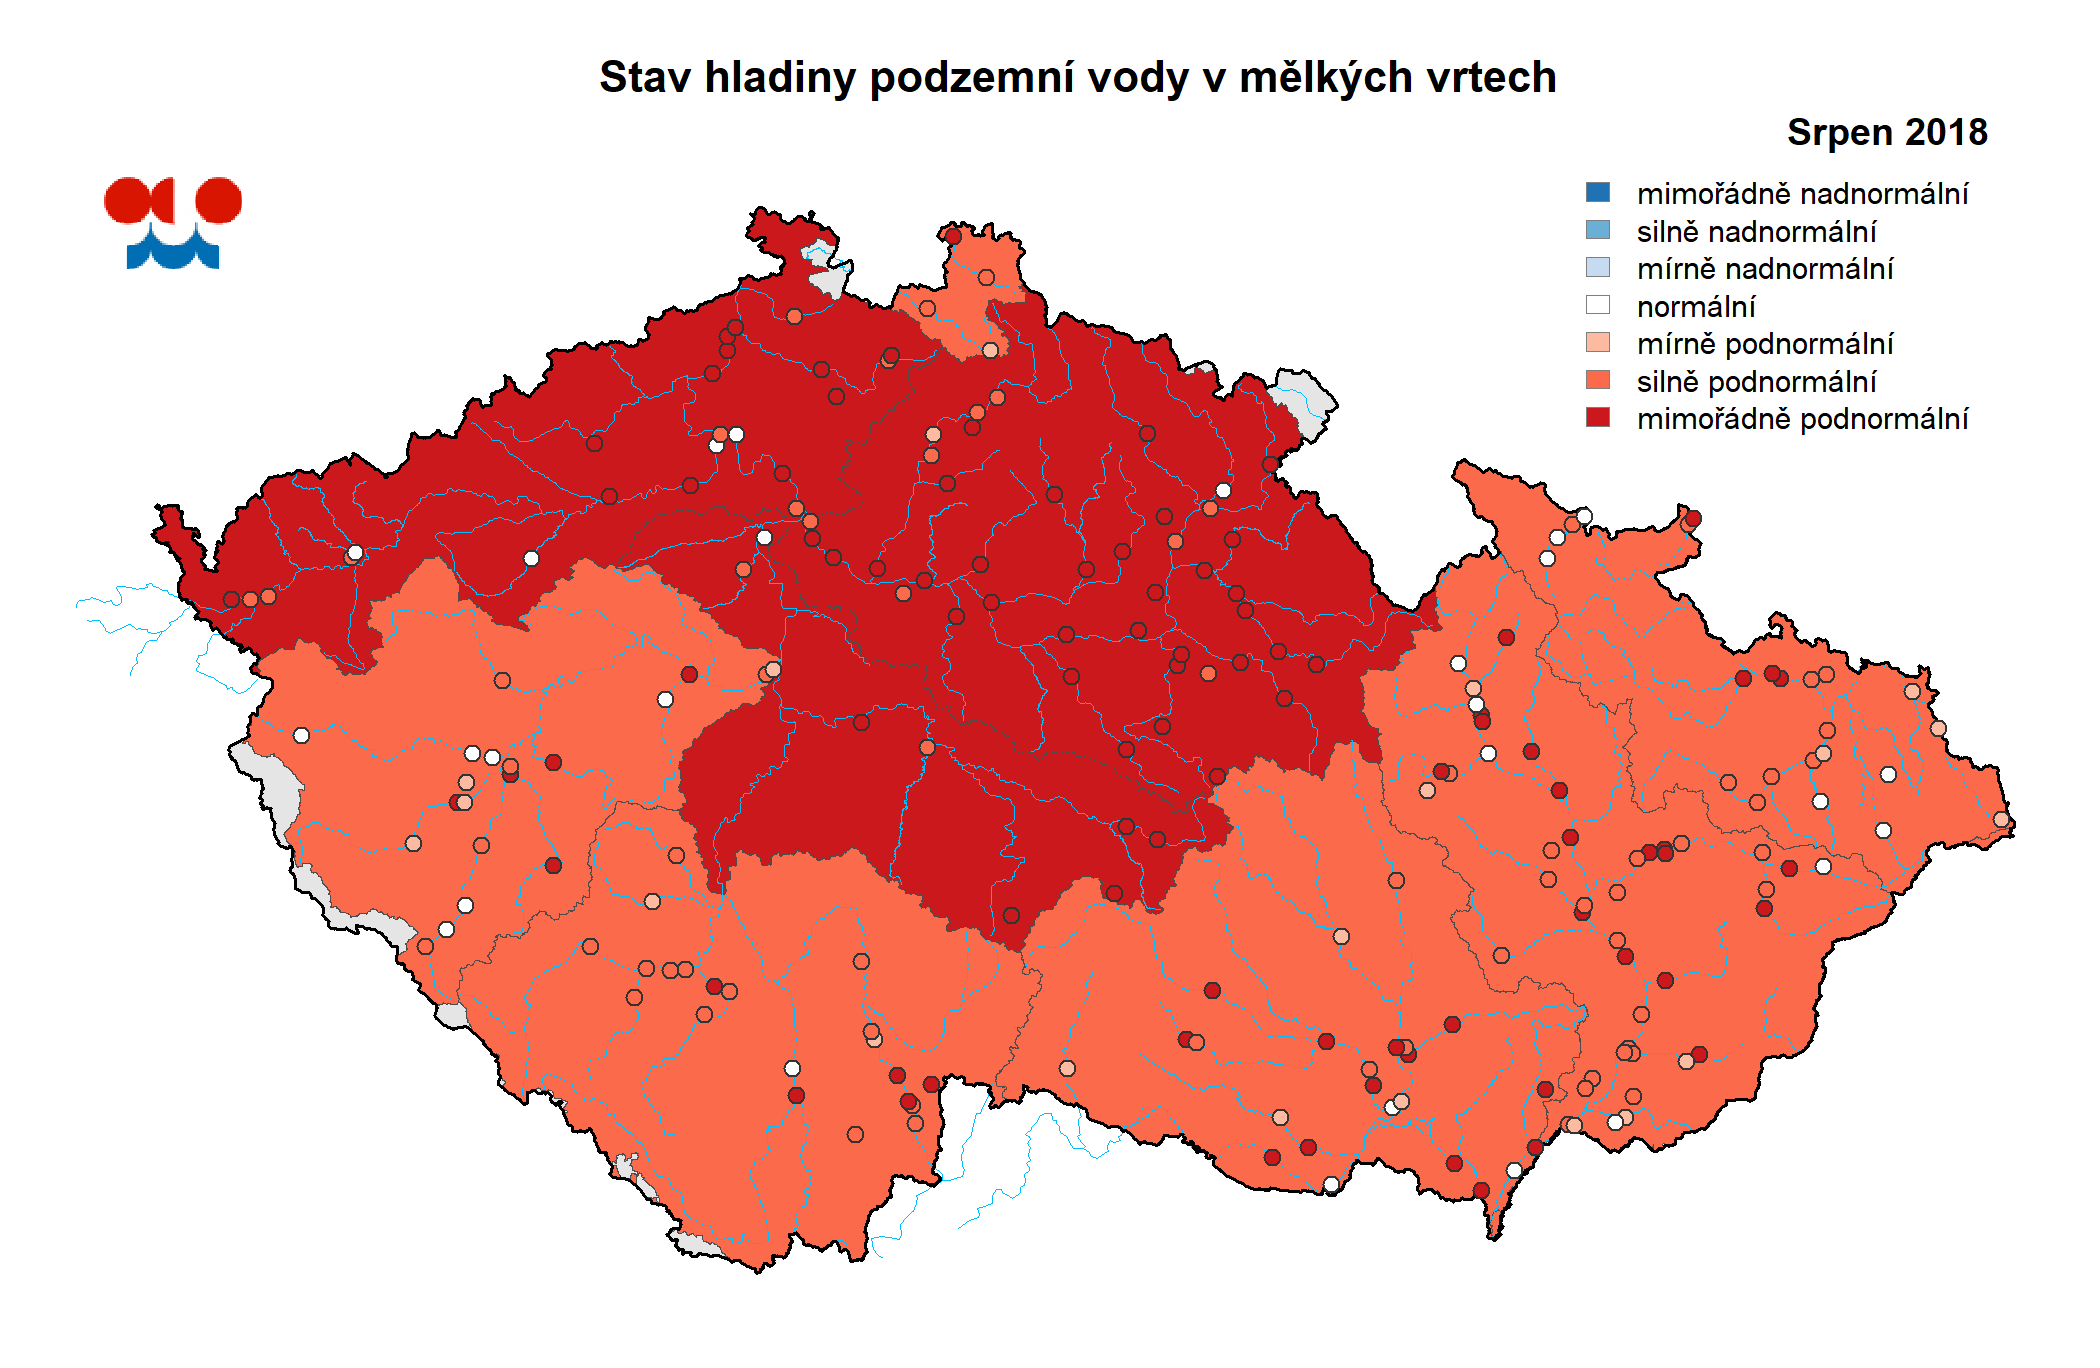 Stav hladiny podzemní vody v mělkých vrtech
Srpen 2018
mimořádně nadnormální
silně nadnormální
mírně nadnormální
normální
mírně podnormální
silně podnormální
mimořádně podnormální